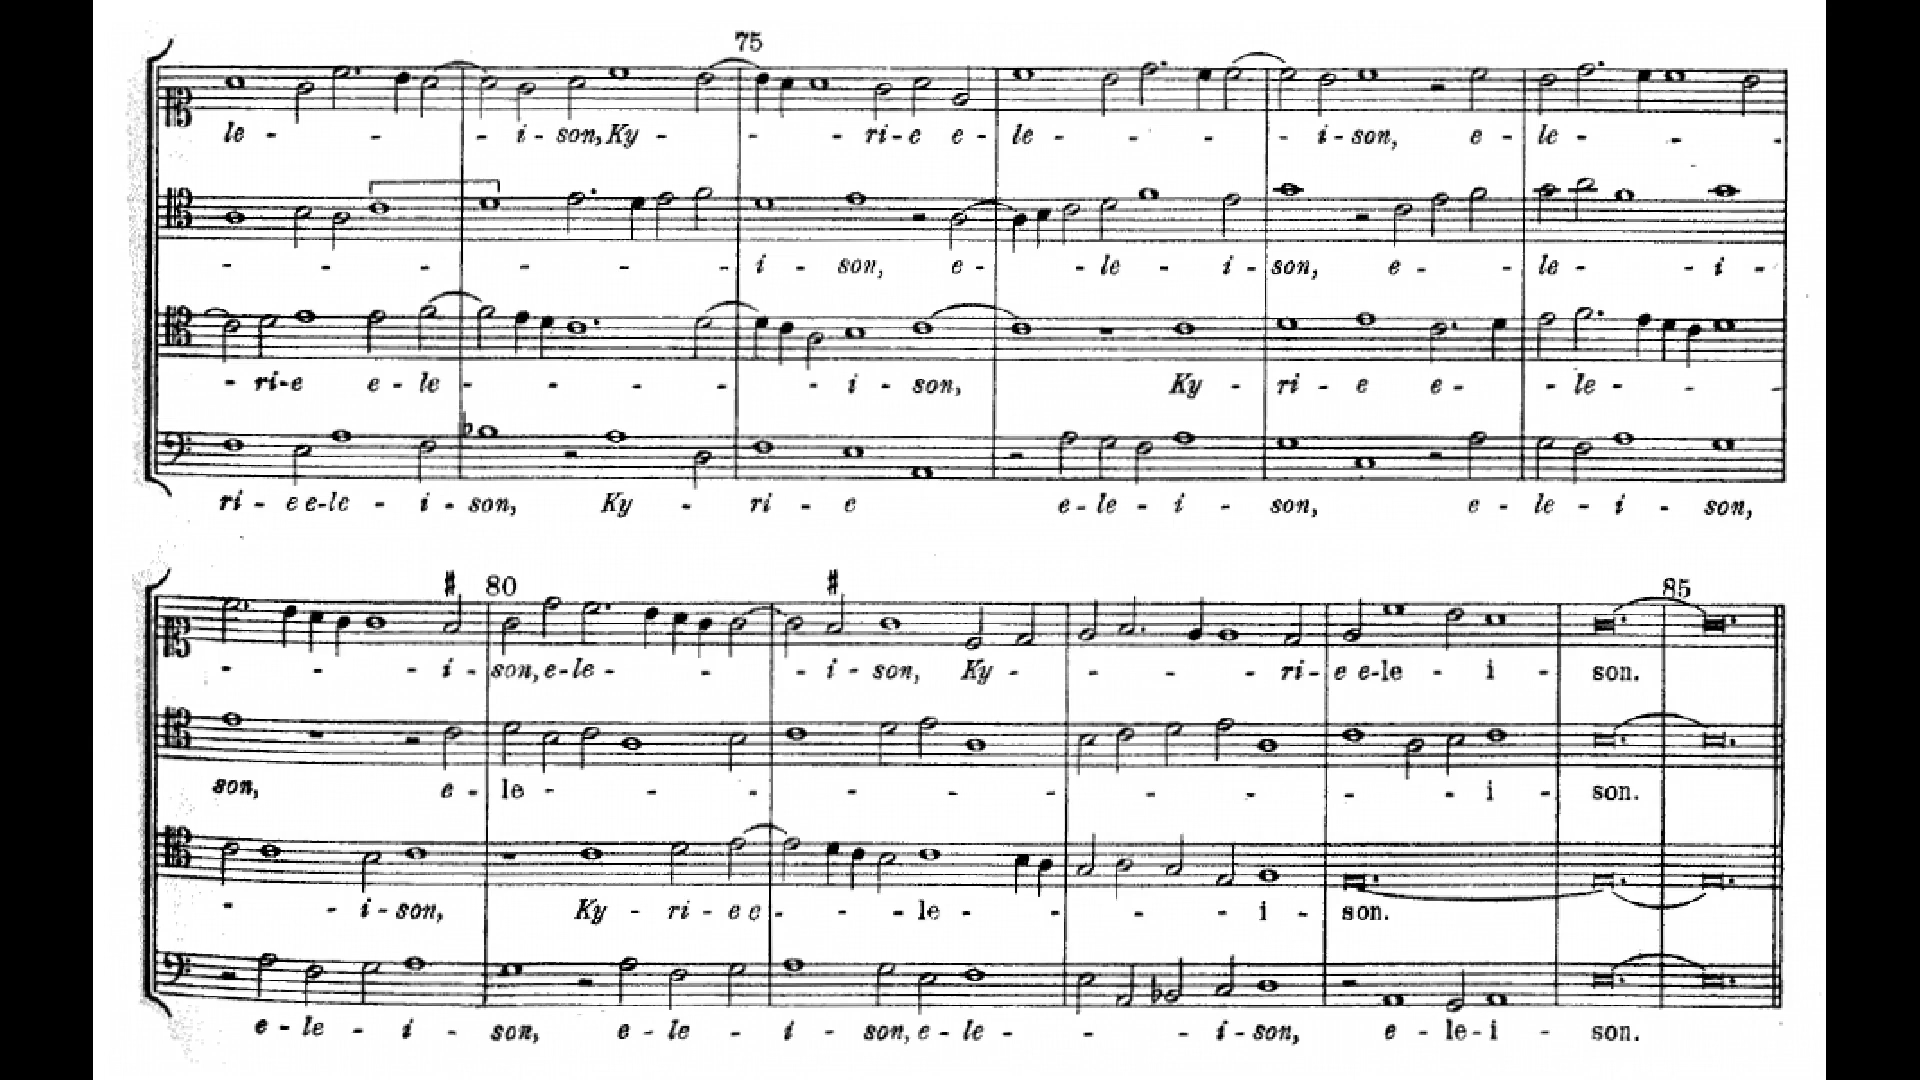 75
le - - - i - son, Ky - - - ri - e e - le - - - - i - son, e - le - - -
- - - - - - i - son, e - - le - i - son, e - - le - - i -
- ri-e e - le - - - - - i - son, Ky - ri - e e - - le - - -
ri - e e-le - i - son, Ky - ri - e e - le - i - son, e - le - i - son,
80 85
- - - i - son, e-le - - - i - son, Ky - - - - ri - e e-le - i - son.
son, e - le - - - - - - - - - - i - son.
- - i - son, Ky - ri - e e - - - le - - - - i - son.
e - le - i - son, e - le - i - son, e - le - - - i - son, e - le - i - son.